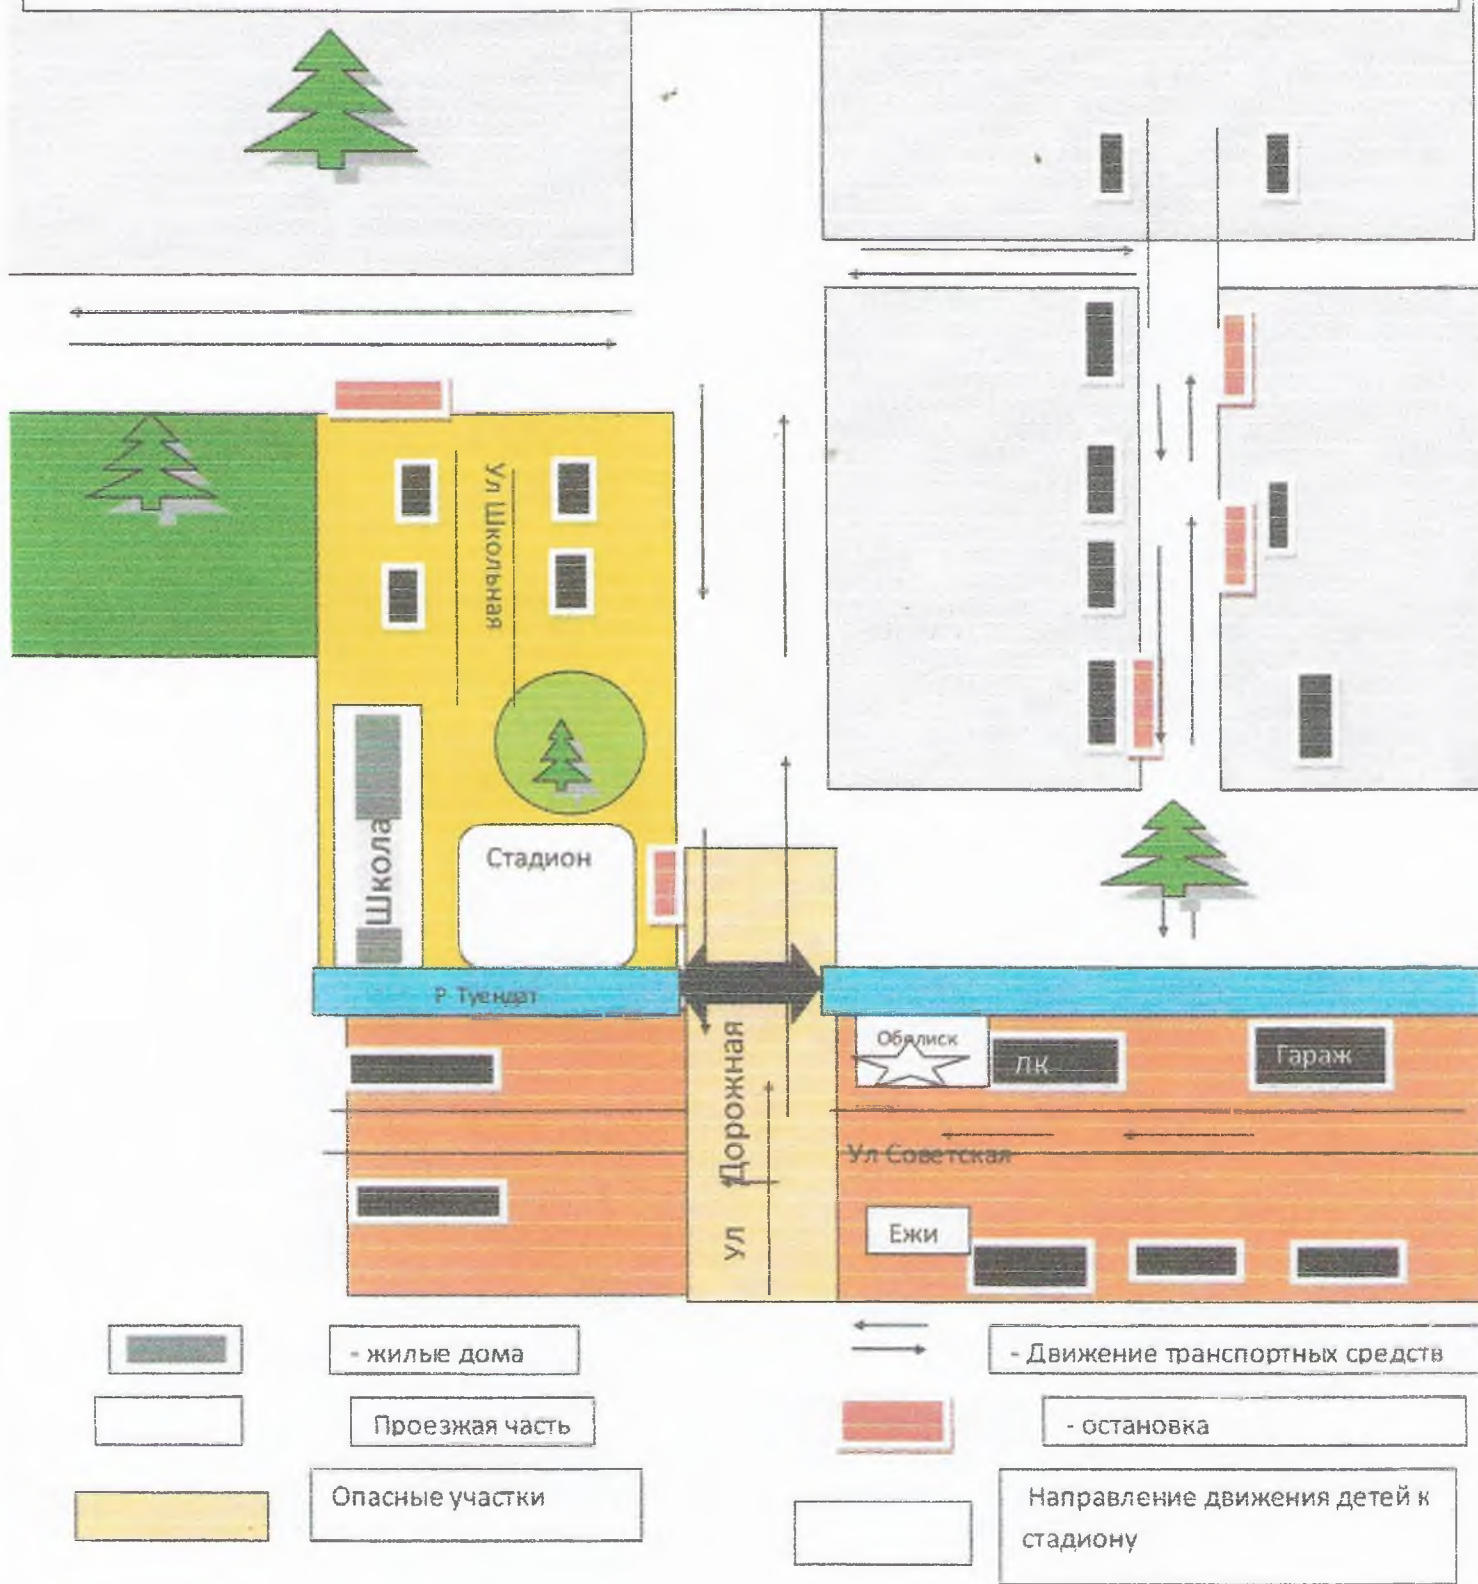 Ул Школьная
Школа
Стадион
Р Туендат
Ул Дорожная
Обелиск
ЛК
Гараж
Ул Советская
Ежи
- жилые дома
- Движение транспортных средств
Проезжая часть
- остановка
Опасные участки
Направление движения детей к
стадиону